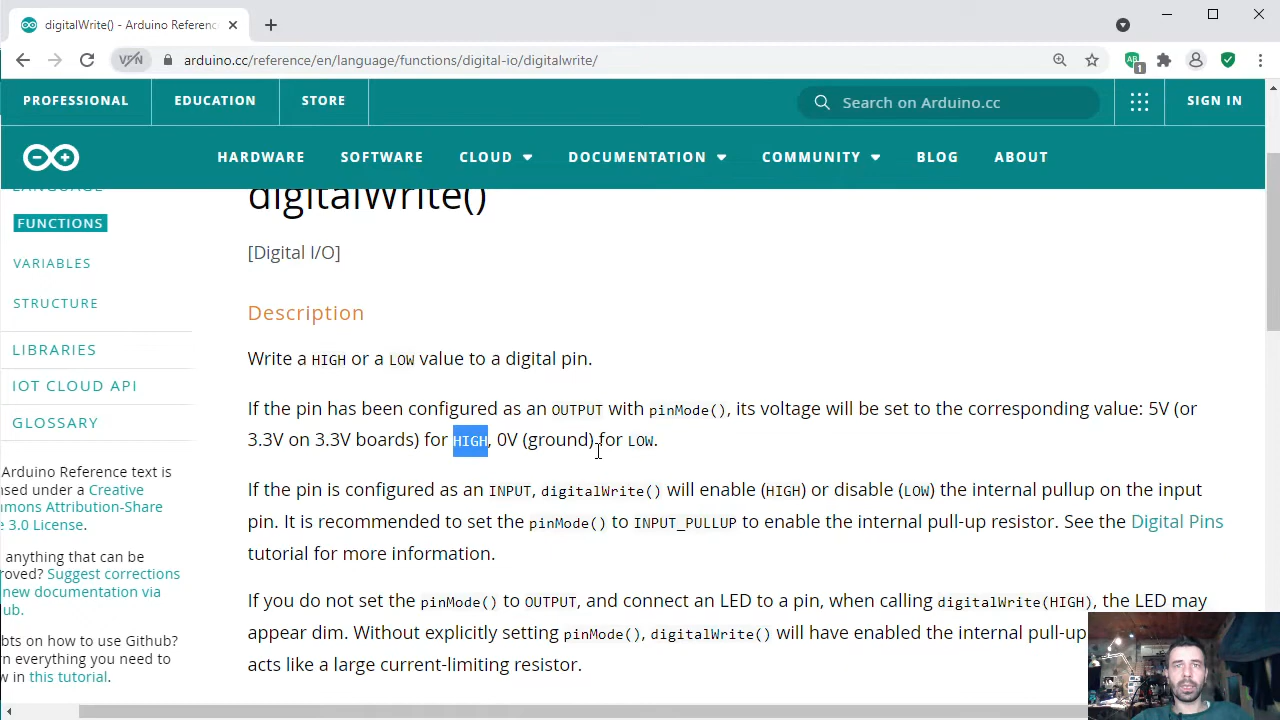 digitalWrite() - Arduino Reference
VPN
arduino.cc/reference/en/language/functions/digital-io/digitalwrite/
AB
1
PROFESSIONAL
EDUCATION
STORE
Search on Arduino.cc
SIGN IN
HARDWARE
SOFTWARE
CLOUD
DOCUMENTATION
COMMUNITY
BLOG
ABOUT
LANGUAGE
FUNCTIONS
VARIABLES
STRUCTURE
LIBRARIES
IOT CLOUD API
GLOSSARY
Arduino Reference text is
nsed under a Creative
mmons Attribution-Share
e 3.0 License.
anything that can be
roved? Suggest corrections
new documentation via
ub.
bts on how to use Github?
rn everything you need to
w in this tutorial.
digitalWrite()
[Digital I/O]
Description
Write a HIGH or a LOW value to a digital pin.
If the pin has been configured as an OUTPUT with pinMode(), its voltage will be set to the corresponding value: 5V (or
3.3V on 3.3V boards) for HIGH, 0V (ground) for LOW.
If the pin is configured as an INPUT, digitalWrite() will enable (HIGH) or disable (LOW) the internal pullup on the input
pin. It is recommended to set the pinMode() to INPUT_PULLUP to enable the internal pull-up resistor. See the Digital Pins
tutorial for more information.
If you do not set the pinMode() to OUTPUT, and connect an LED to a pin, when calling digitalWrite(HIGH), the LED may
appear dim. Without explicitly setting pinMode(), digitalWrite() will have enabled the internal pull-up
acts like a large current-limiting resistor.